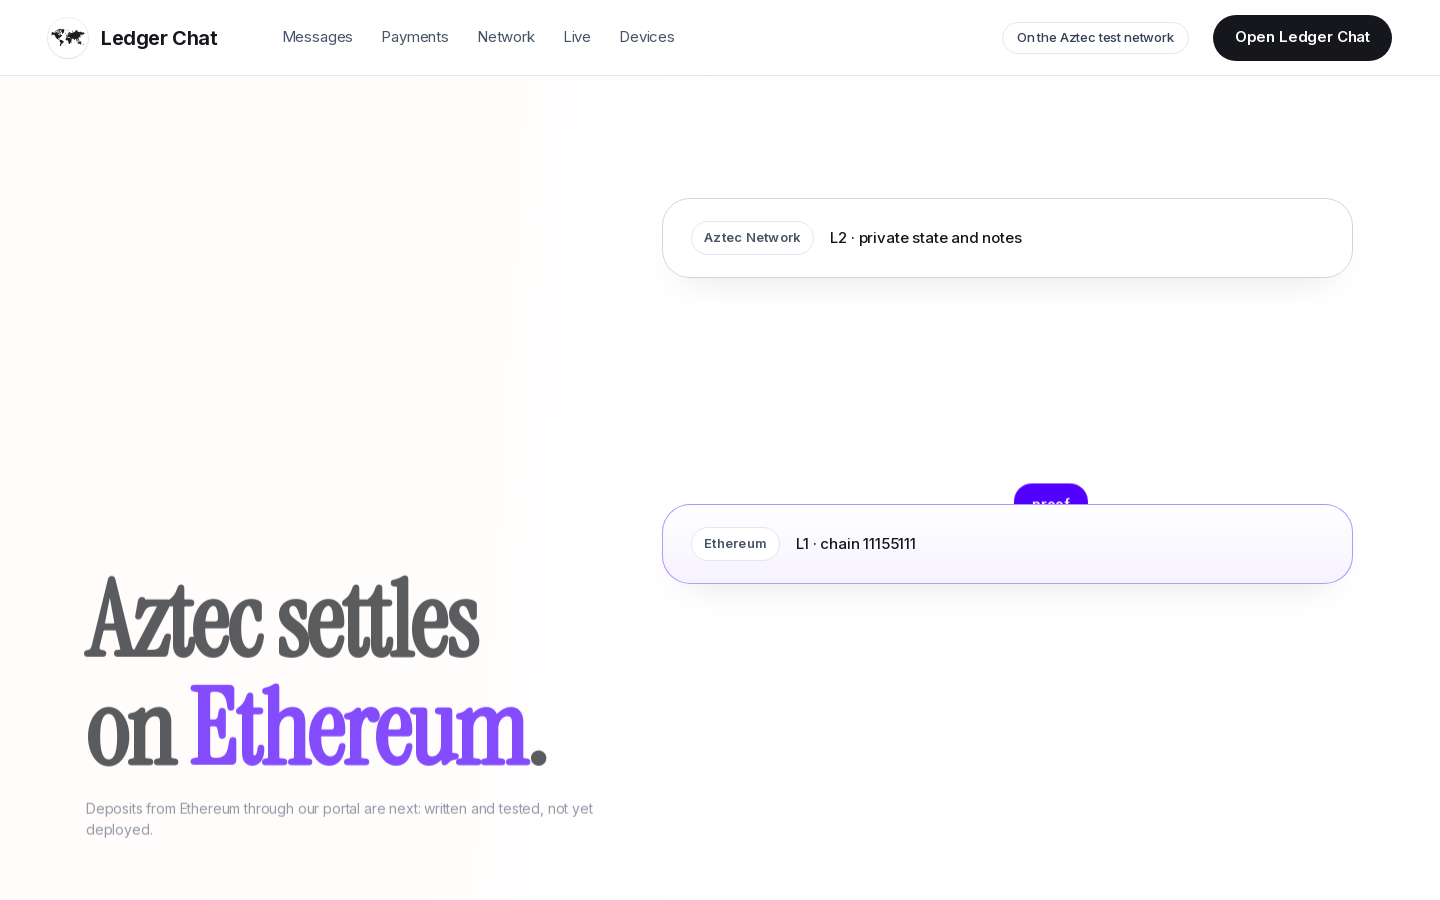 Ledger Chat
Messages
Payments
Network
Live
Devices
On the Aztec test network
Open Ledger Chat
Aztec Network
L2 · private state and notes
proof
Ethereum
L1 · chain 11155111
Aztec settles
on Ethereum.
Deposits from Ethereum through our portal are next: written and tested, not yet
deployed.